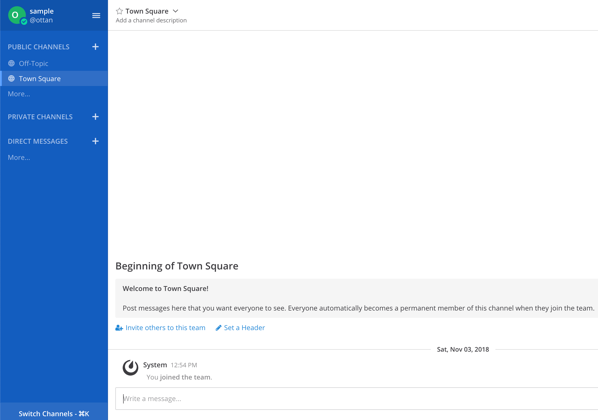 O
sample
@ottan
PUBLIC CHANNELS +
Off-Topic
Town Square
More...
PRIVATE CHANNELS +
DIRECT MESSAGES +
More...
Switch Channels - ⌘K
Town Square
Add a channel description
Beginning of Town Square
Welcome to Town Square!
Post messages here that you want everyone to see. Everyone automatically becomes a permanent member of this channel when they join the team.
Invite others to this team Set a Header
Sat, Nov 03, 2018
System 12:54 PM
You joined the team.
Write a message...